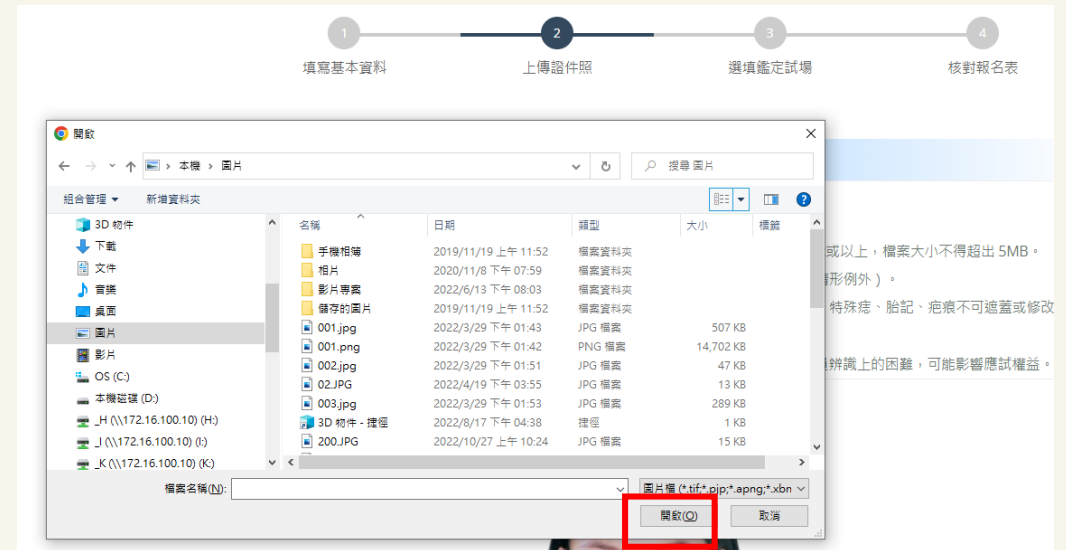 1 2 3 4
填寫基本資料 上傳證件照 選填鑑定試場 核對報名表
開啟
本機 › 圖片 搜尋 圖片
組合管理 新增資料夾
名稱 日期 類型 大小 標籤
3D 物件
下載
文件
音樂
桌面
圖片
影片
OS (C:)
本機磁碟 (D:)
_H (\\172.16.100.10) (H:)
_I (\\172.16.100.10) (I:)
_K (\\172.16.100.10) (K:)
手機相簿 2019/11/19 上午 11:52 檔案資料夾
相片 2020/11/8 下午 07:59 檔案資料夾
影片專案 2022/6/13 下午 08:03 檔案資料夾
儲存的圖片 2019/11/19 上午 11:52 檔案資料夾
001.jpg 2022/3/29 下午 01:43 JPG 檔案 507 KB
001.png 2022/3/29 下午 01:42 PNG 檔案 14,702 KB
002.jpg 2022/3/29 下午 01:51 JPG 檔案 47 KB
02.JPG 2022/4/19 下午 03:55 JPG 檔案 13 KB
003.jpg 2022/3/29 下午 01:53 JPG 檔案 289 KB
3D 物件 - 捷徑 2022/8/17 下午 04:38 捷徑 1 KB
200.JPG 2022/10/27 上午 10:24 JPG 檔案 15 KB
或以上，檔案大小不得超出 5MB。
情形例外）。
特殊痣、胎記、疤痕不可遮蓋或修改
辨識上的困難，可能影響應試權益。
檔案名稱(N): 圖片檔 (*.tif;*.pjp;*.apng;*.xbn
開啟(O) 取消